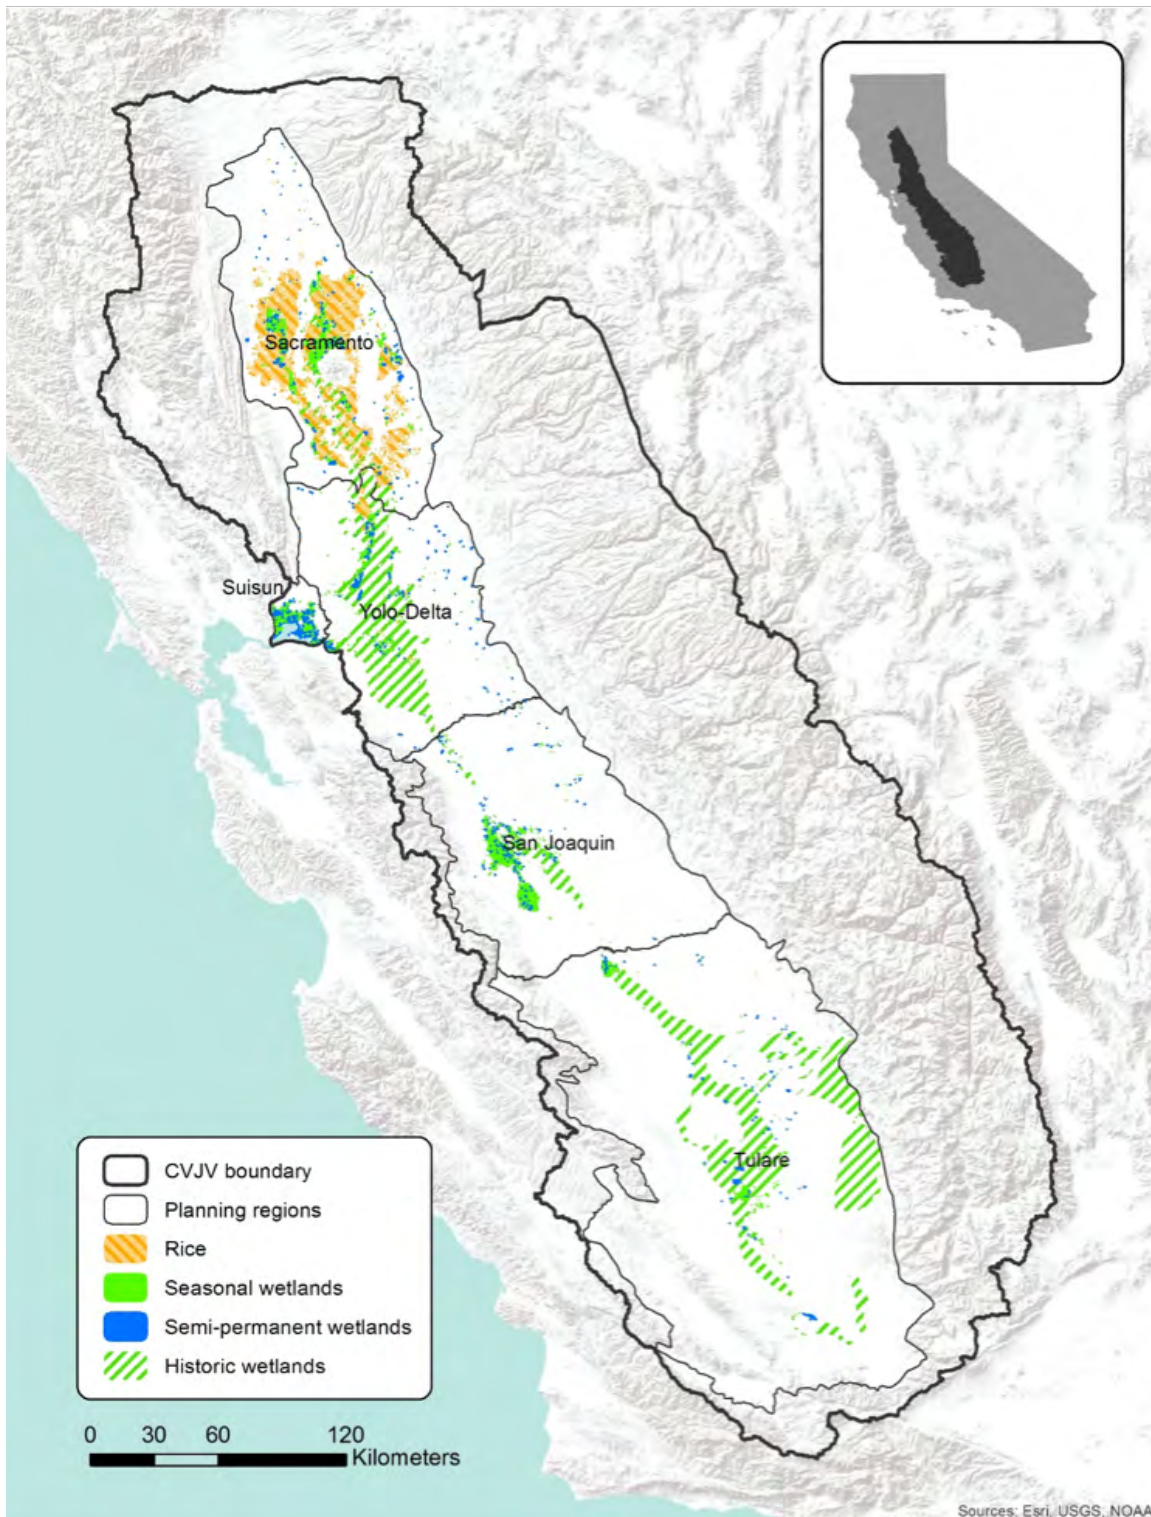 Sacramento
Suisun
Yolo-Delta
San Joaquin
Tulare
CVJV boundary
Planning regions
Rice
Seasonal wetlands
Semi-permanent wetlands
Historic wetlands
0 30 60 120
Kilometers
Sources: Esri, USGS, NOAA